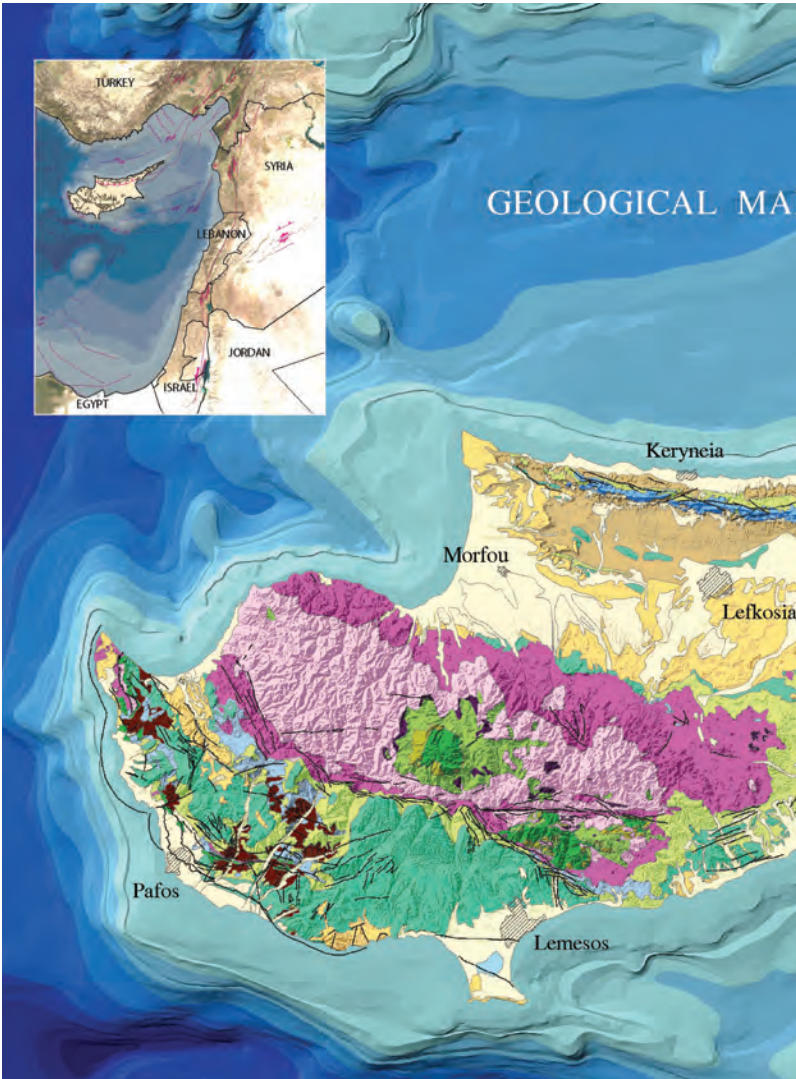 TURKEY
SYRIA
LEBANON
JORDAN
ISRAEL
EGYPT
GEOLOGICAL MA
Keryneia
Morfou
Lefkosia
Pafos
Lemesos